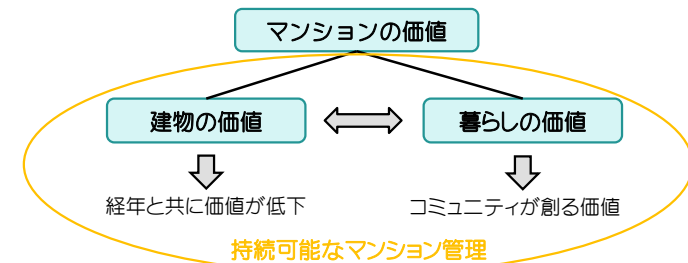 マンションの価値
建物の価値
暮らしの価値
経年と共に価値が低下
コミュニティが創る価値
持続可能なマンション管理